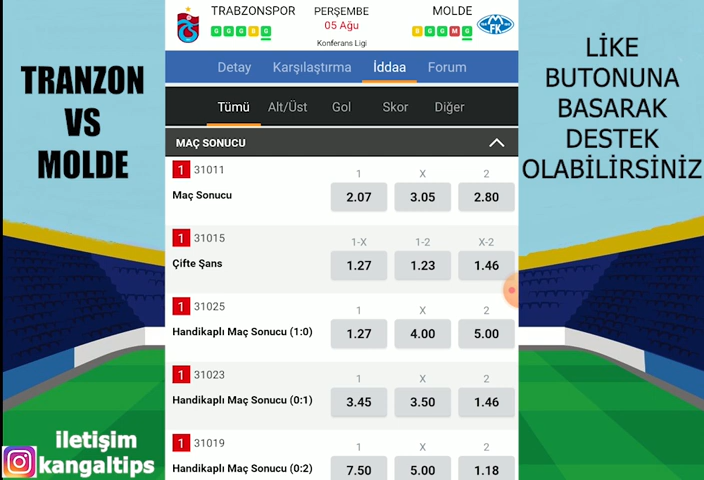 TRANZON
VS
MOLDE
TRABZONSPOR
PERŞEMBE
MOLDE
G G G B G
05 Ağu
B G G M G
Konferans Ligi
Detay Karşılaştırma İddaa Forum
Tümü Alt/Üst Gol Skor Diğer
MAÇ SONUCU
1 31011
1 X 2
Maç Sonucu
2.07 3.05 2.80
1 31015
1-X 1-2 X-2
Çifte Şans
1.27 1.23 1.46
1 31025
1 X 2
Handikaplı Maç Sonucu (1:0)
1.27 4.00 5.00
1 31023
1 X 2
Handikaplı Maç Sonucu (0:1)
3.45 3.50 1.46
1 31019
1 X 2
Handikaplı Maç Sonucu (0:2)
7.50 5.00 1.18
LİKE
BUTONUNA
BASARAK
DESTEK
OLABİLİRSİNİZ
iletişim
kangaltips